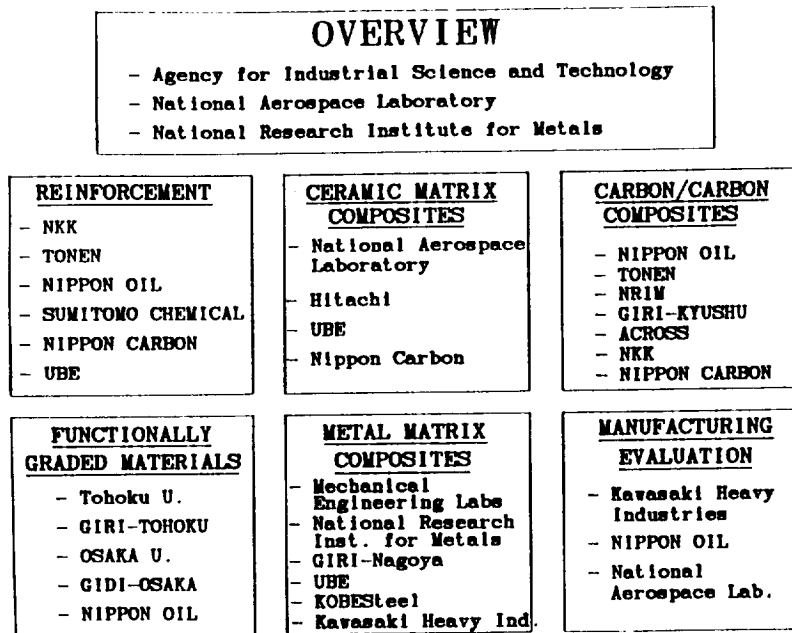 OVERVIEW
- Agency for Industrial Science and Technology
- National Aerospace Laboratory
- National Research Institute for Metals
REINFORCEMENT
- NKK
- TONEN
- NIPPON OIL
- SUMITOMO CHEMICAL
- NIPPON CARBON
- UBE
CERAMIC MATRIX
COMPOSITES
- National Aerospace
Laboratory
- Hitachi
- UBE
- Nippon Carbon
CARBON/CARBON
COMPOSITES
- NIPPON OIL
- TONEN
- NRIM
- GIRI-KYUSHU
- ACROSS
- NKK
- NIPPON CARBON
FUNCTIONALLY
GRADED MATERIALS
- Tohoku U.
- GIRI-TOHOKU
- OSAKA U.
- GIDI-OSAKA
- NIPPON OIL
METAL MATRIX
COMPOSITES
- Mechanical
Engineering Labs
- National Research
Inst. for Metals
- GIRI-Nagoya
- UBE
- KOBESteel
- Kawasaki Heavy Ind.
MANUFACTURING
EVALUATION
- Kawasaki Heavy
Industries
- NIPPON OIL
- National
Aerospace Lab.